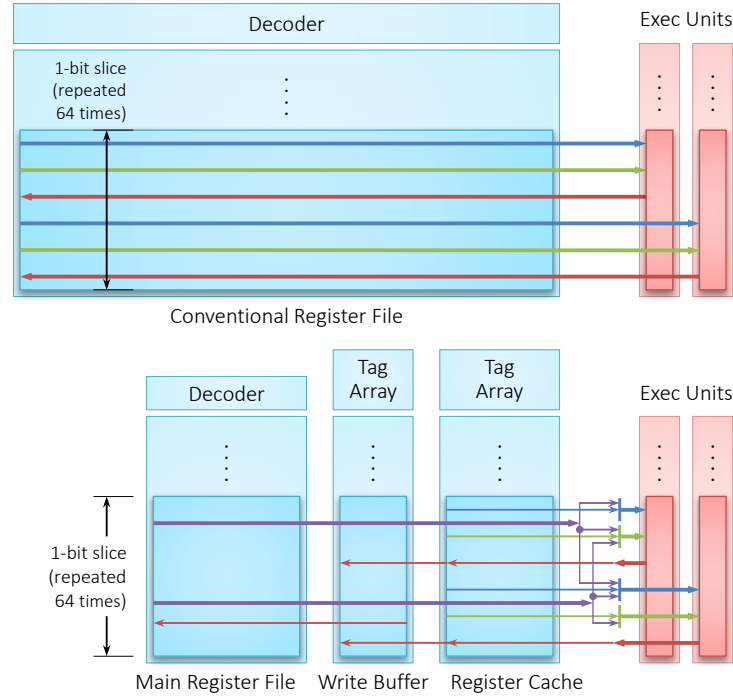 Decoder
Exec Units
1-bit slice
(repeated
64 times)
Conventional Register File
Decoder
Tag
Array
Tag
Array
Exec Units
1-bit slice
(repeated
64 times)
Main Register File
Write Buffer
Register Cache